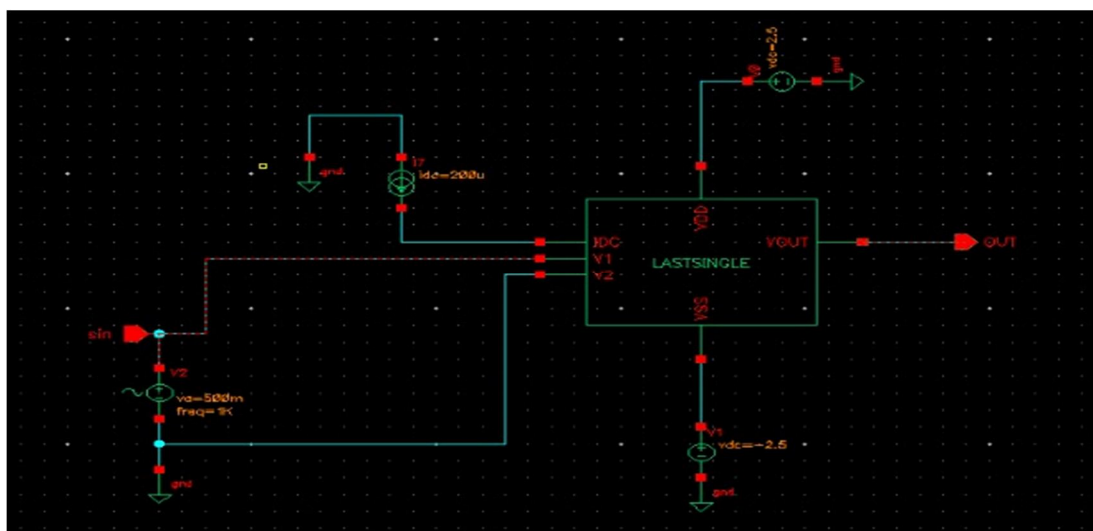 vdc=2.5
V0
gnd
I7
idc=200u
gnd
VDD
IDC
VOUT
OUT
V1
LASTSINGLE
V2
VSS
sin
V2
va=500m
freq=1K
V1
vdc=-2.5
gnd
gnd